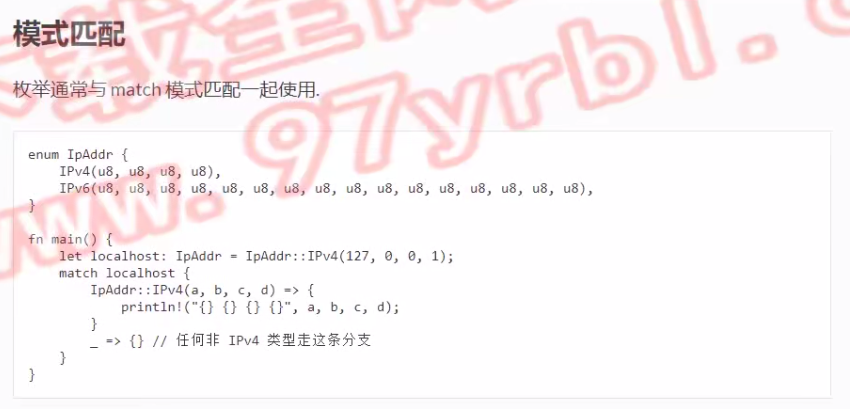 模式匹配
枚举通常与 match 模式匹配一起使用.
enum IpAddr {
    IPv4(u8, u8, u8, u8),
    IPv6(u8, u8, u8, u8, u8, u8, u8, u8, u8, u8, u8, u8, u8, u8, u8, u8),
}
fn main() {
    let localhost: IpAddr = IpAddr::IPv4(127, 0, 0, 1);
    match localhost {
        IpAddr::IPv4(a, b, c, d) => {
            println!("{} {} {} {}", a, b, c, d);
        }
        _ => {} // 任何非 IPv4 类型走这条分支
    }
}
www.97yrbl.c